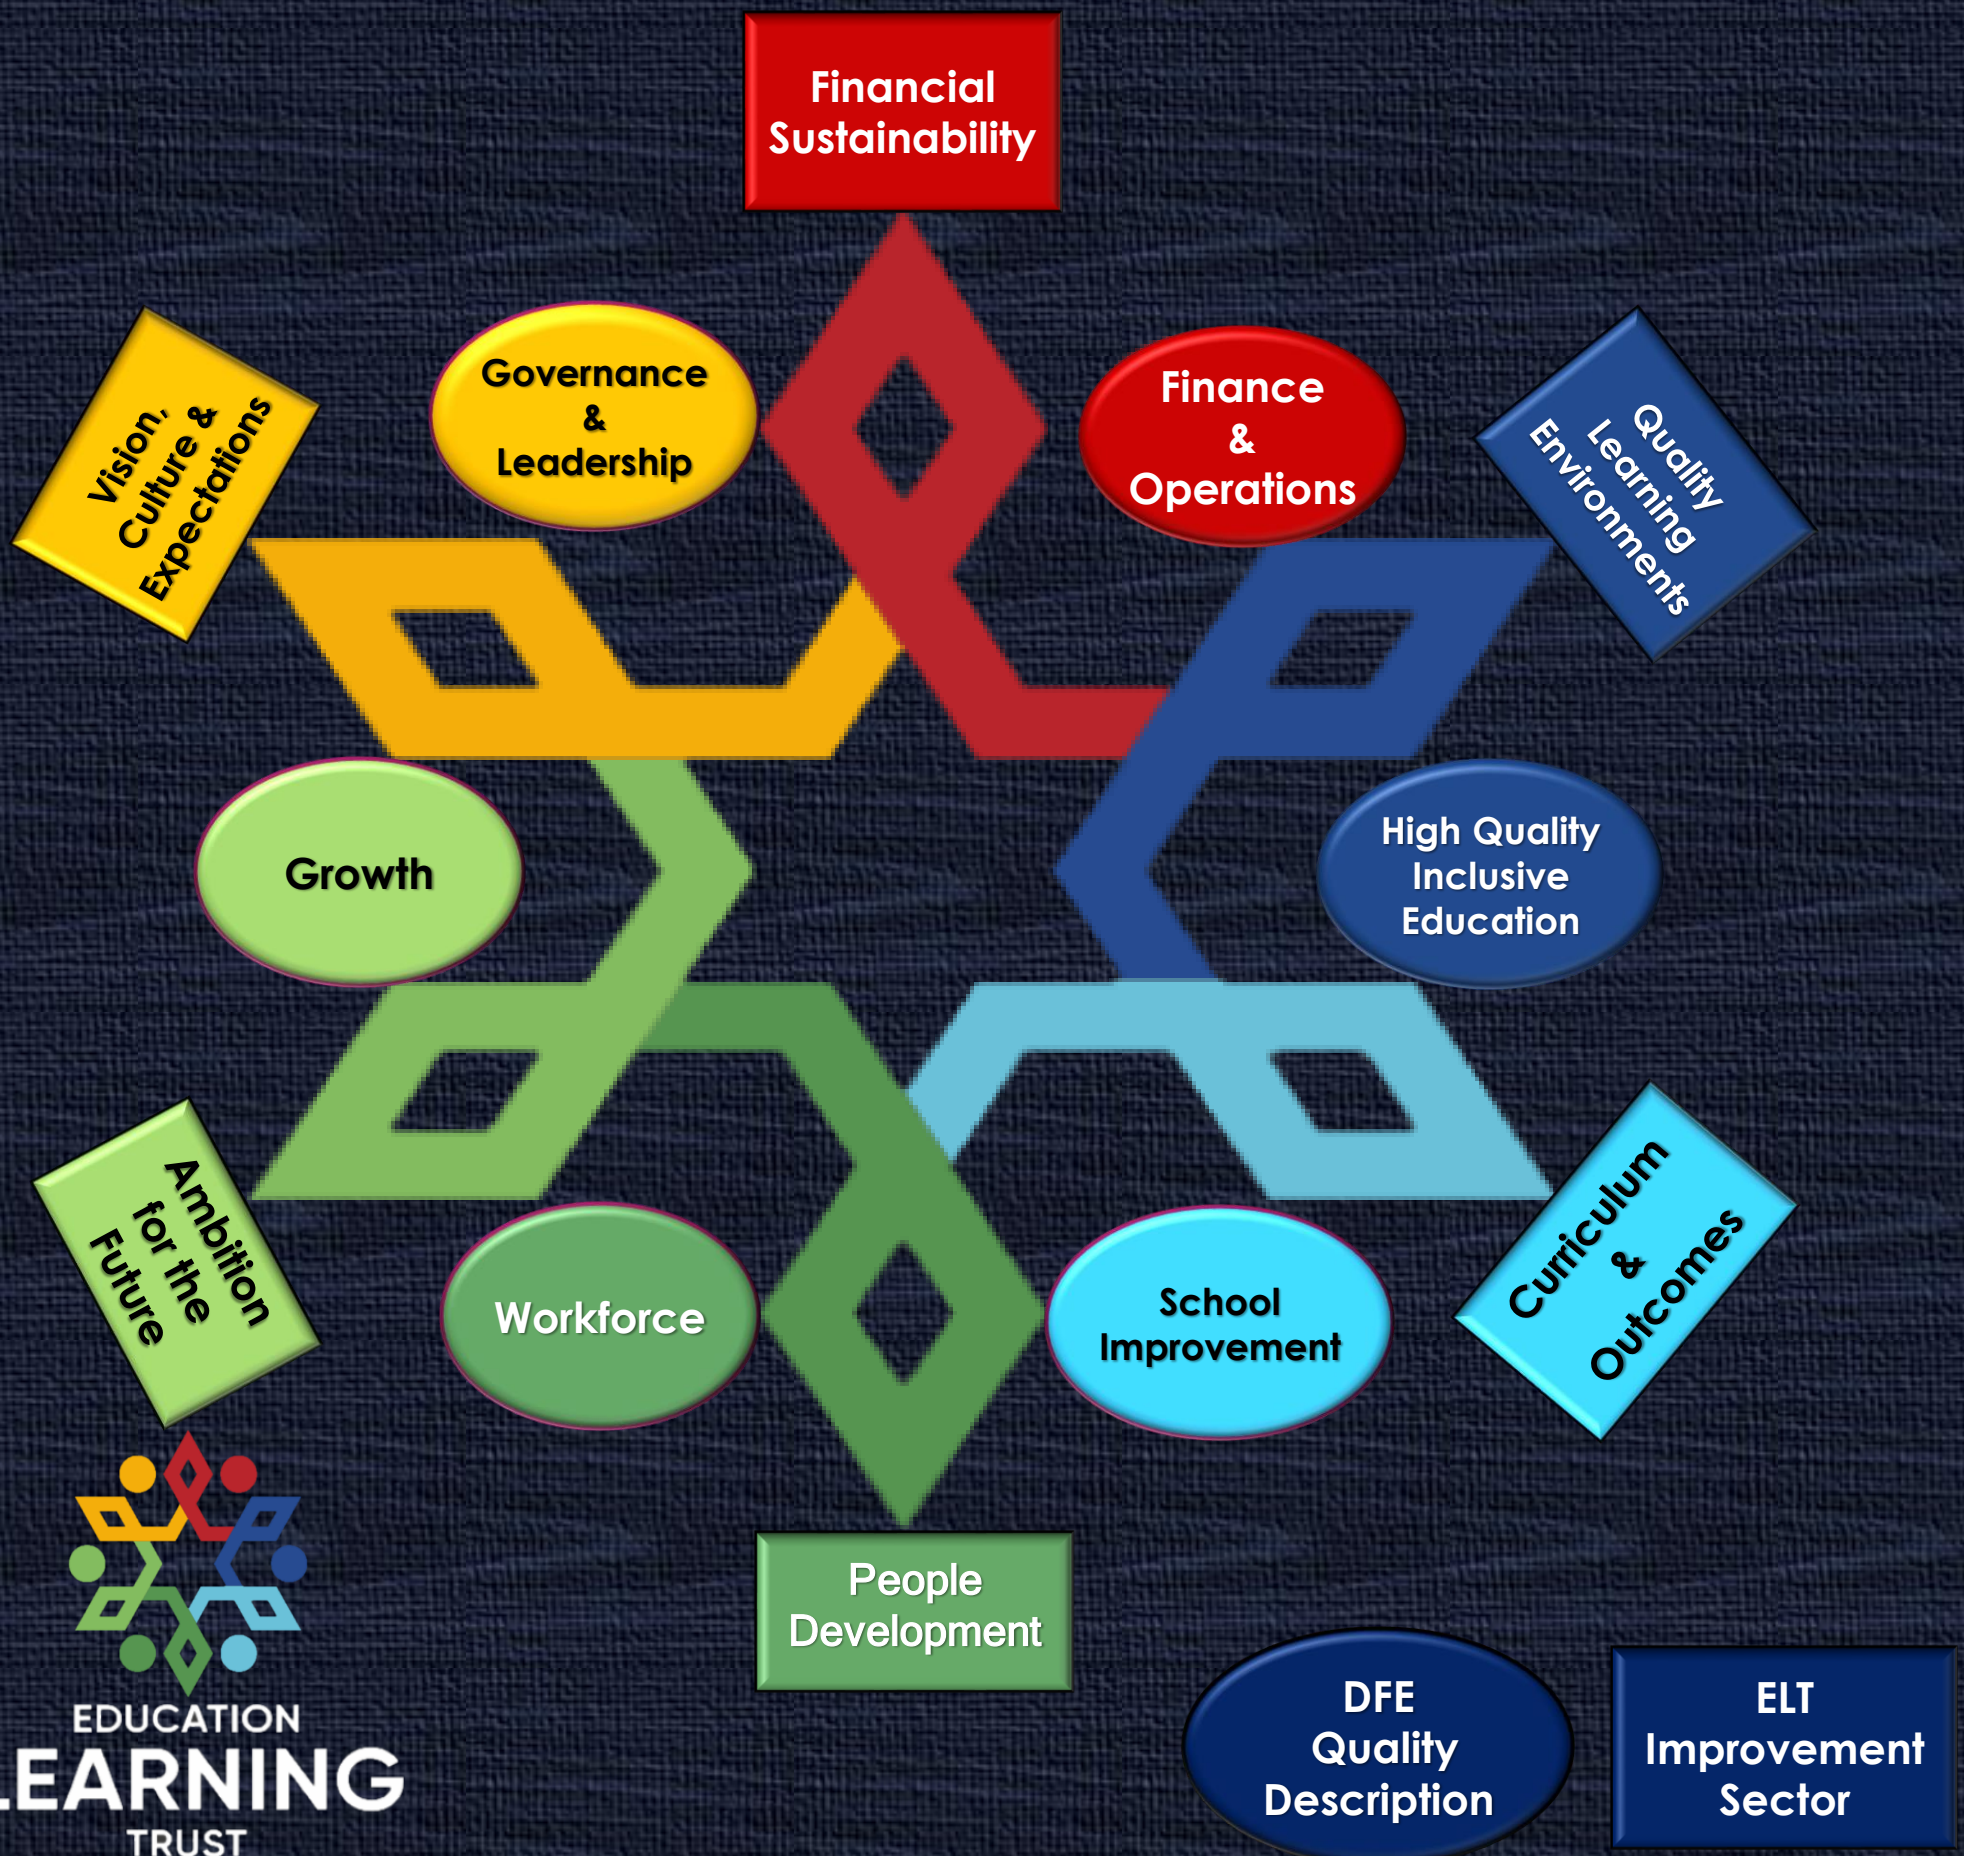 Financial
Sustainability
Vision,
Culture &
Expectations
Governance
&
Leadership
Finance
&
Operations
Quality
Learning
Environments
Growth
High Quality
Inclusive
Education
Ambition
for the
Future
Workforce
School
Improvement
Curriculum
&
Outcomes
People
Development
EDUCATION
LEARNING
TRUST
DFE
Quality
Description
ELT
Improvement
Sector